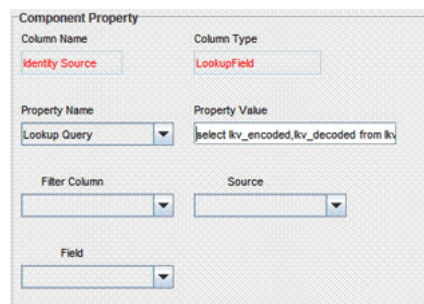 Component Property
Column Name Column Type
Identity Source LookupField
Property Name Property Value
Lookup Query select lkv_encoded,lkv_decoded from lkv
Filter Column Source
Field